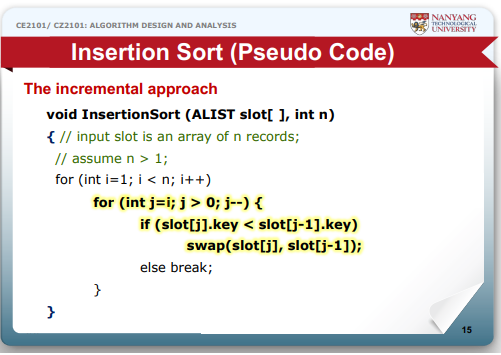 CE2101/ CZ2101: ALGORITHM DESIGN AND ANALYSIS
NANYANG
TECHNOLOGICAL
UNIVERSITY
Insertion Sort (Pseudo Code)
The incremental approach
void InsertionSort (ALIST slot[ ], int n)
{ // input slot is an array of n records;
// assume n > 1;
for (int i=1; i < n; i++)
for (int j=i; j > 0; j--) {
if (slot[j].key < slot[j-1].key)
swap(slot[j], slot[j-1]);
else break;
}
}
15